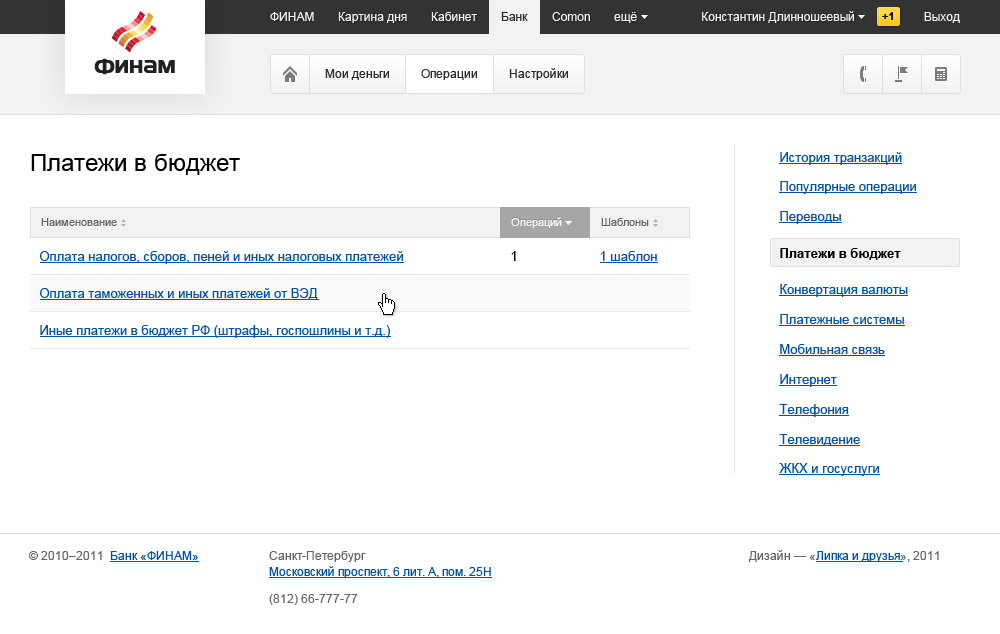 ФИНАМ Картина дня Кабинет Банк Comon ещё Константин Длинношеевый +1 Выход
ФИНАМ
Мои деньги Операции Настройки
Платежи в бюджет
Наименование Операций Шаблоны
Оплата налогов, сборов, пеней и иных налоговых платежей 1 1 шаблон
Оплата таможенных и иных платежей от ВЭД
Иные платежи в бюджет РФ (штрафы, госпошлины и т.д.)
История транзакций
Популярные операции
Переводы
Платежи в бюджет
Конвертация валюты
Платежные системы
Мобильная связь
Интернет
Телефония
Телевидение
ЖКХ и госуслуги
© 2010–2011 Банк «ФИНАМ»
Санкт-Петербург
Московский проспект, 6 лит. А, пом. 25Н
(812) 66-777-77
Дизайн — «Липка и друзья», 2011